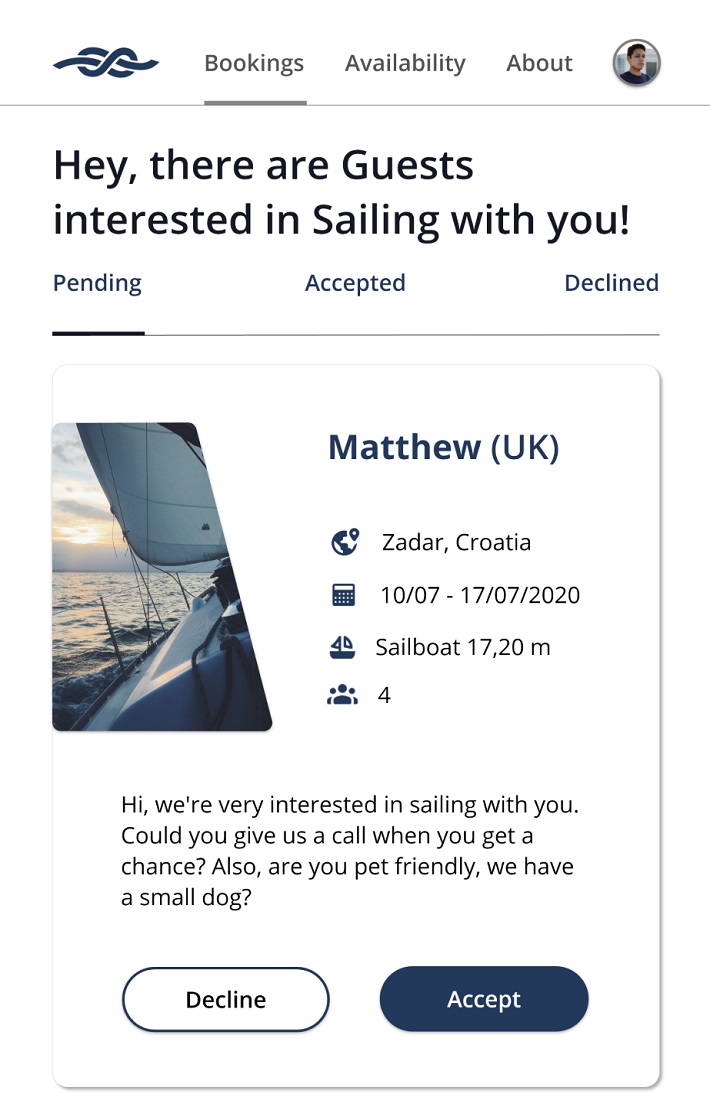 Bookings Availability About
Hey, there are Guests
interested in Sailing with you!
Pending Accepted Declined
Matthew (UK)
Zadar, Croatia
10/07 - 17/07/2020
Sailboat 17,20 m
4
Hi, we're very interested in sailing with you.
Could you give us a call when you get a
chance? Also, are you pet friendly, we have
a small dog?
Decline Accept